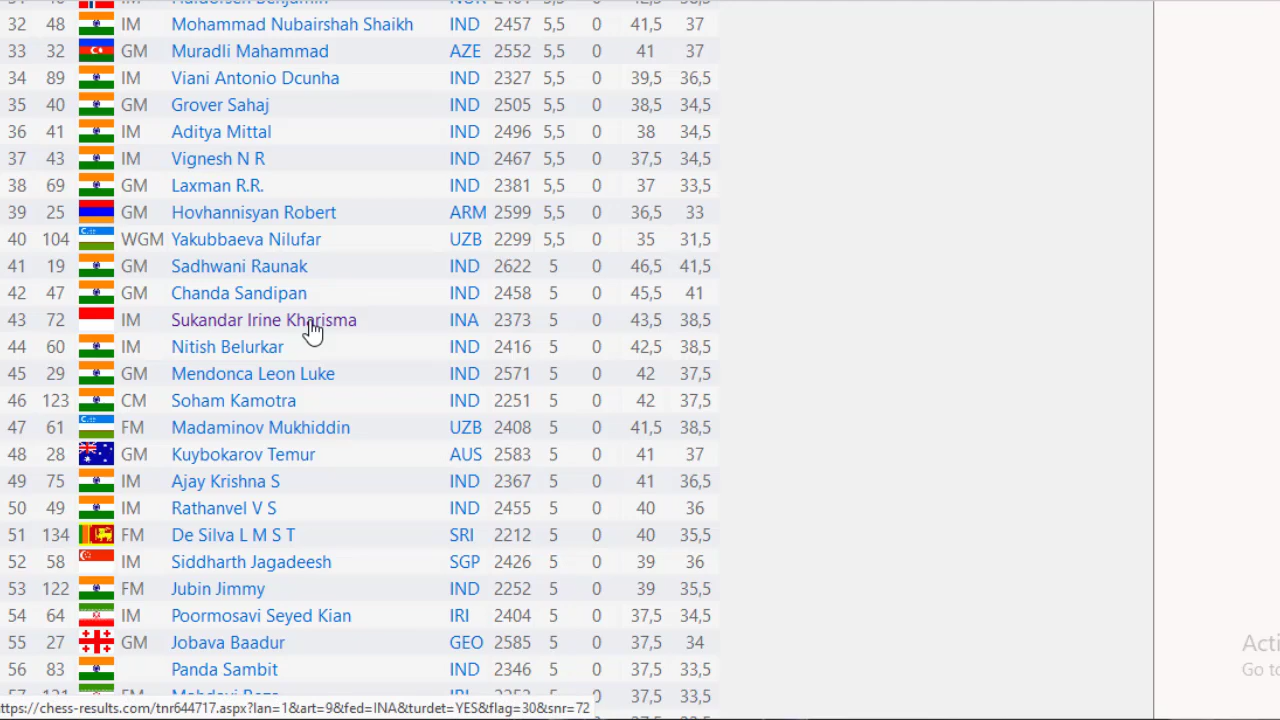 32 48 IM Mohammad Nubairshah Shaikh IND 2457 5,5 0 41,5 37
33 32 GM Muradli Mahammad AZE 2552 5,5 0 41 37
34 89 IM Viani Antonio Dcunha IND 2327 5,5 0 39,5 36,5
35 40 GM Grover Sahaj IND 2505 5,5 0 38,5 34,5
36 41 IM Aditya Mittal IND 2496 5,5 0 38 34,5
37 43 IM Vignesh N R IND 2467 5,5 0 37,5 34,5
38 69 GM Laxman R.R. IND 2381 5,5 0 37 33,5
39 25 GM Hovhannisyan Robert ARM 2599 5,5 0 36,5 33
40 104 WGM Yakubbaeva Nilufar UZB 2299 5,5 0 35 31,5
41 19 GM Sadhwani Raunak IND 2622 5 0 46,5 41,5
42 47 GM Chanda Sandipan IND 2458 5 0 45,5 41
43 72 IM Sukandar Irine Kharisma INA 2373 5 0 43,5 38,5
44 60 IM Nitish Belurkar IND 2416 5 0 42,5 38,5
45 29 GM Mendonca Leon Luke IND 2571 5 0 42 37,5
46 123 CM Soham Kamotra IND 2251 5 0 42 37,5
47 61 FM Madaminov Mukhiddin UZB 2408 5 0 41,5 38,5
48 28 GM Kuybokarov Temur AUS 2583 5 0 41 37
49 75 IM Ajay Krishna S IND 2367 5 0 41 36,5
50 49 IM Rathanvel V S IND 2455 5 0 40 36
51 134 FM De Silva L M S T SRI 2212 5 0 40 35,5
52 58 IM Siddharth Jagadeesh SGP 2426 5 0 39 36
53 122 FM Jubin Jimmy IND 2252 5 0 39 35,5
54 64 IM Poormosavi Seyed Kian IRI 2404 5 0 37,5 34,5
55 27 GM Jobava Baadur GEO 2585 5 0 37,5 34
56 83 Panda Sambit IND 2346 5 0 37,5 33,5
37,5 33,5
ttps://chess-results.com/tnr644717.aspx?lan=1&art=9&fed=INA&turdet=YES&flag=30&snr=72
Acti
Go to